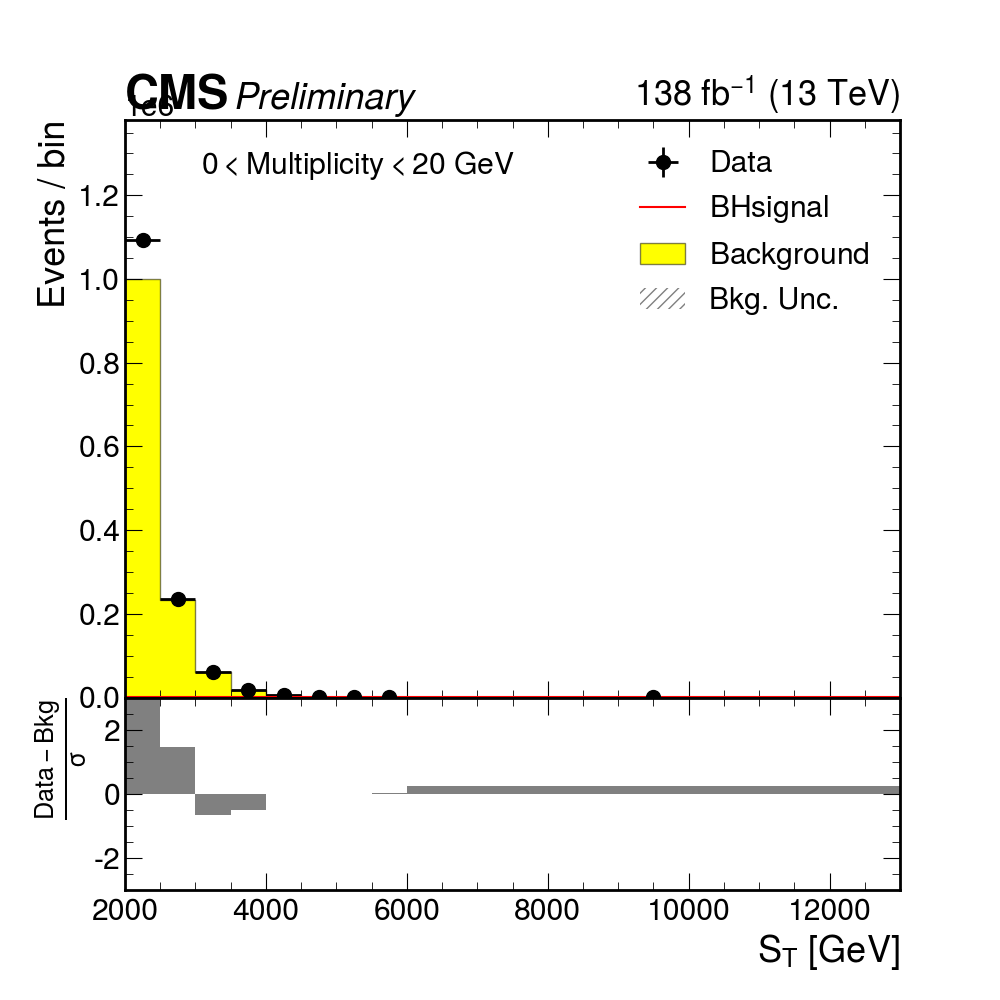 CMS Preliminary
138 fb⁻¹ (13 TeV)
1e6
Events / bin
0 < Multiplicity < 20 GeV
Data
BHsignal
Background
Bkg. Unc.
1.2
1.0
0.8
0.6
0.4
0.2
0.0
Data – Bkg
σ
2
0
-2
2000 4000 6000 8000 10000 12000
S_T [GeV]